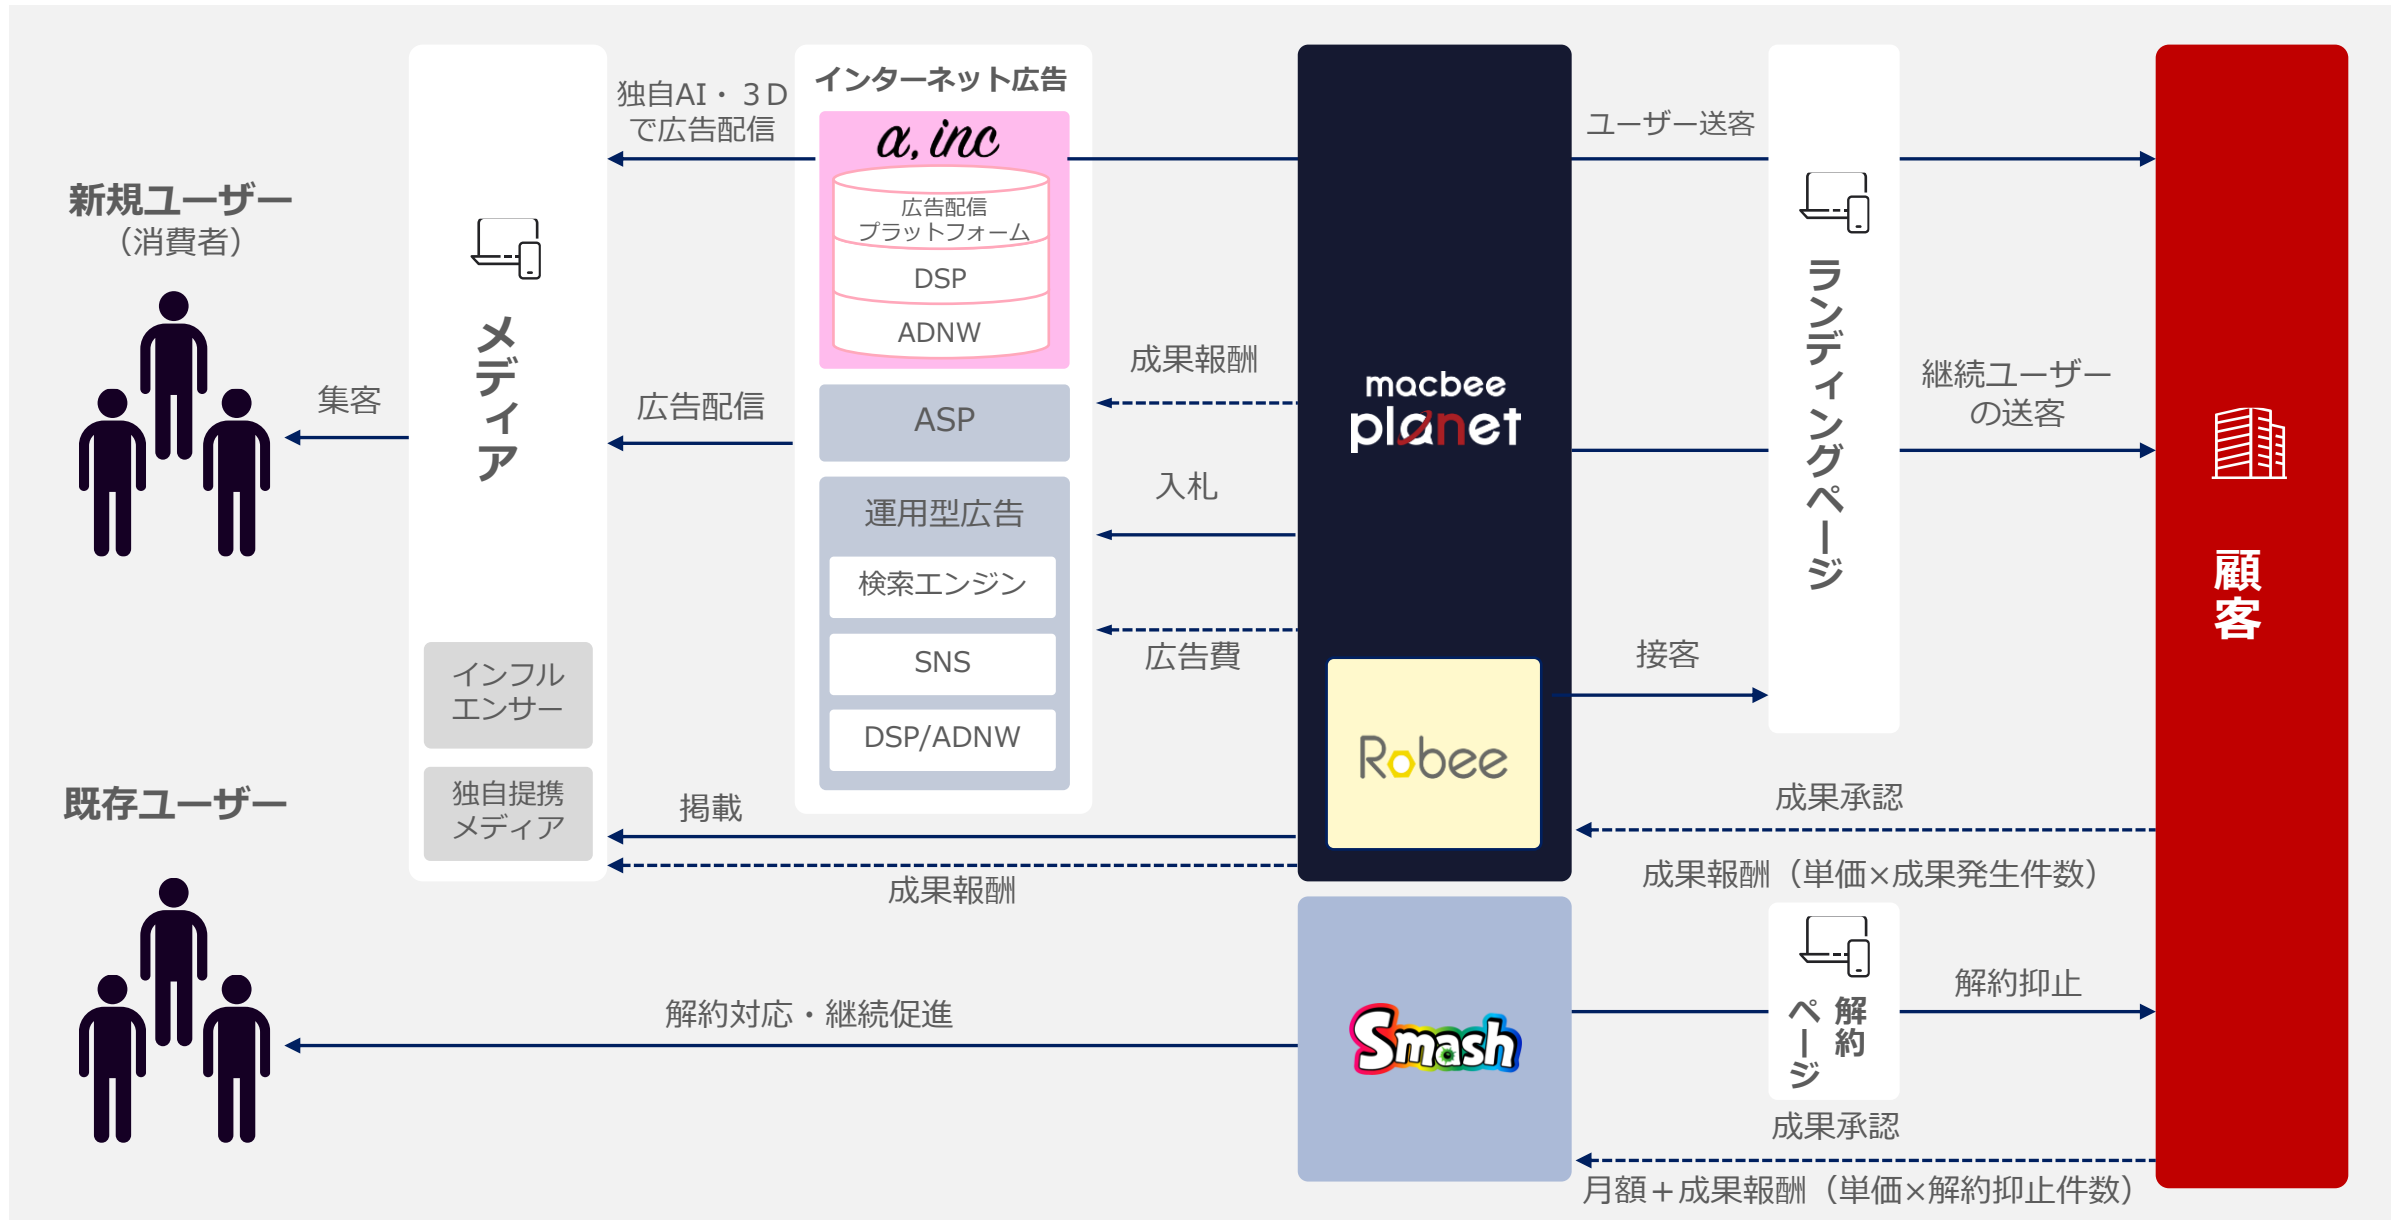 新規ユーザー
（消費者）
集客
既存ユーザー
メディア
インフル
エンサー
独自提携
メディア
独自AI・３D
で広告配信
広告配信
掲載
成果報酬
解約対応・継続促進
インターネット広告
α, inc
広告配信
プラットフォーム
DSP
ADNW
ASP
運用型広告
検索エンジン
SNS
DSP/ADNW
成果報酬
入札
広告費
macbee
planet
Robee
Smash
ユーザー送客
接客
ランディングページ
継続ユーザー
の送客
成果承認
成果報酬（単価×成果発生件数）
解約
ページ
解約抑止
成果承認
月額＋成果報酬（単価×解約抑止件数）
顧客